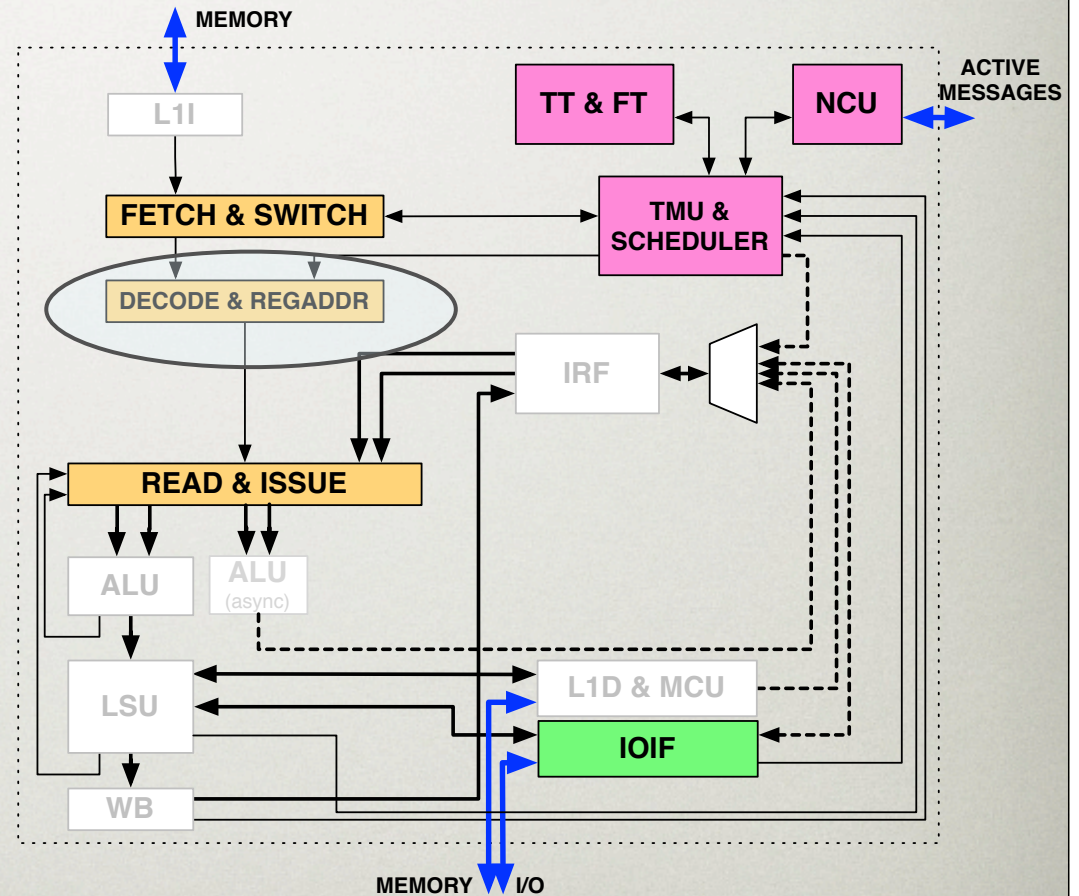 MEMORY
L1I
TT & FT
NCU
ACTIVE
MESSAGES
FETCH & SWITCH
TMU &
SCHEDULER
DECODE & REGADDR
IRF
READ & ISSUE
ALU
ALU
(async)
LSU
L1D & MCU
IOIF
WB
MEMORY
I/O